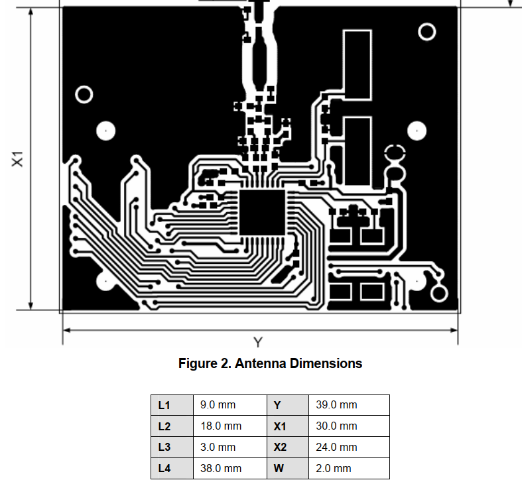 X1
Y
Figure 2. Antenna Dimensions
L1 9.0 mm Y 39.0 mm
L2 18.0 mm X1 30.0 mm
L3 3.0 mm X2 24.0 mm
L4 38.0 mm W 2.0 mm